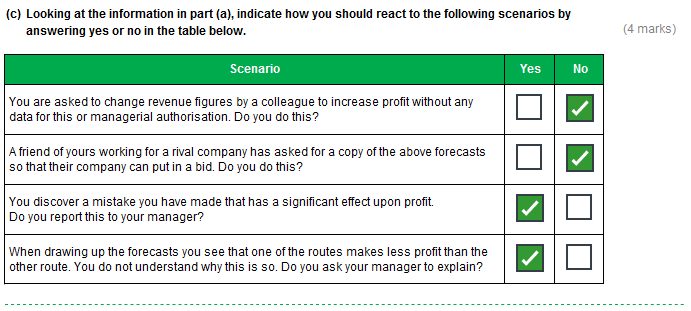 (c) Looking at the information in part (a), indicate how you should react to the following scenarios by
answering yes or no in the table below.
(4 marks)
Scenario Yes No
You are asked to change revenue figures by a colleague to increase profit without any
data for this or managerial authorisation. Do you do this?
A friend of yours working for a rival company has asked for a copy of the above forecasts
so that their company can put in a bid. Do you do this?
You discover a mistake you have made that has a significant effect upon profit.
Do you report this to your manager?
When drawing up the forecasts you see that one of the routes makes less profit than the
other route. You do not understand why this is so. Do you ask your manager to explain?